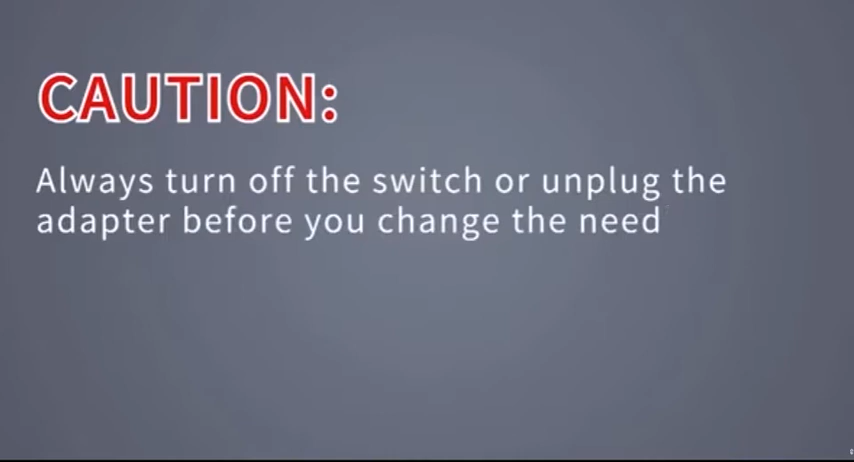 CAUTION:
Always turn off the switch or unplug the
adapter before you change the need